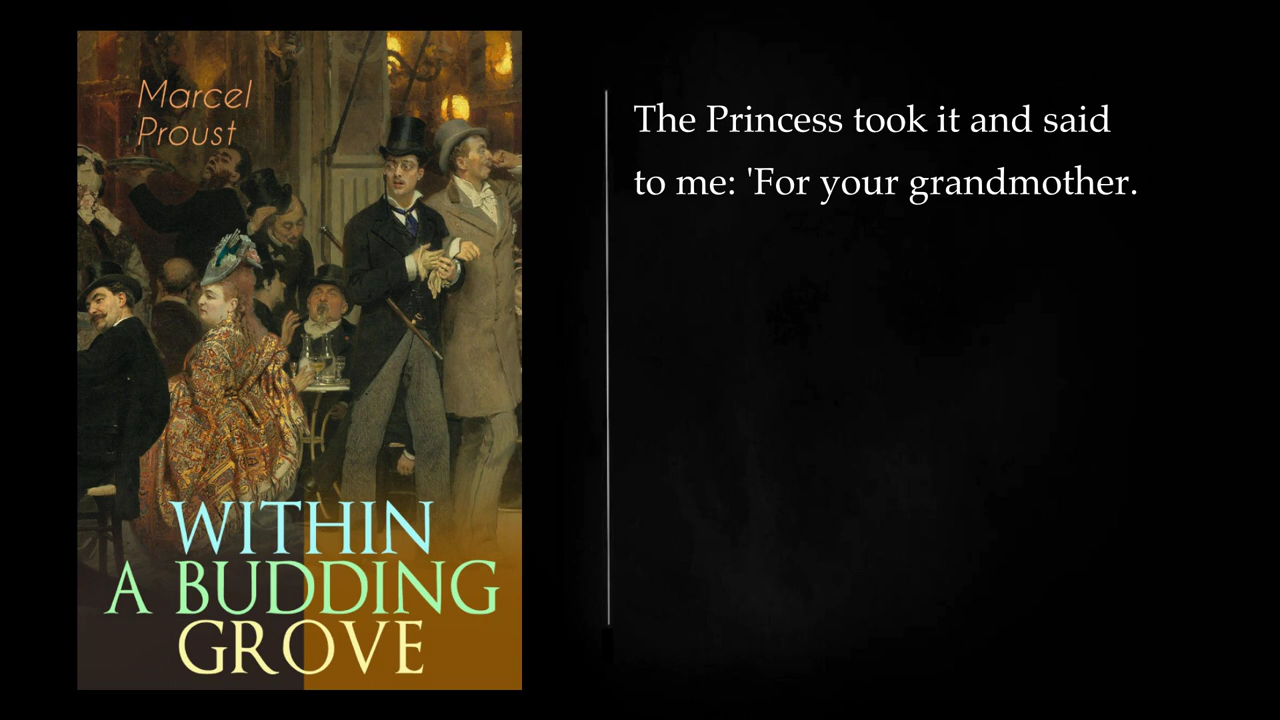 Marcel
Proust
WITHIN
A BUDDING
GROVE
The Princess took it and said
to me: 'For your grandmother.